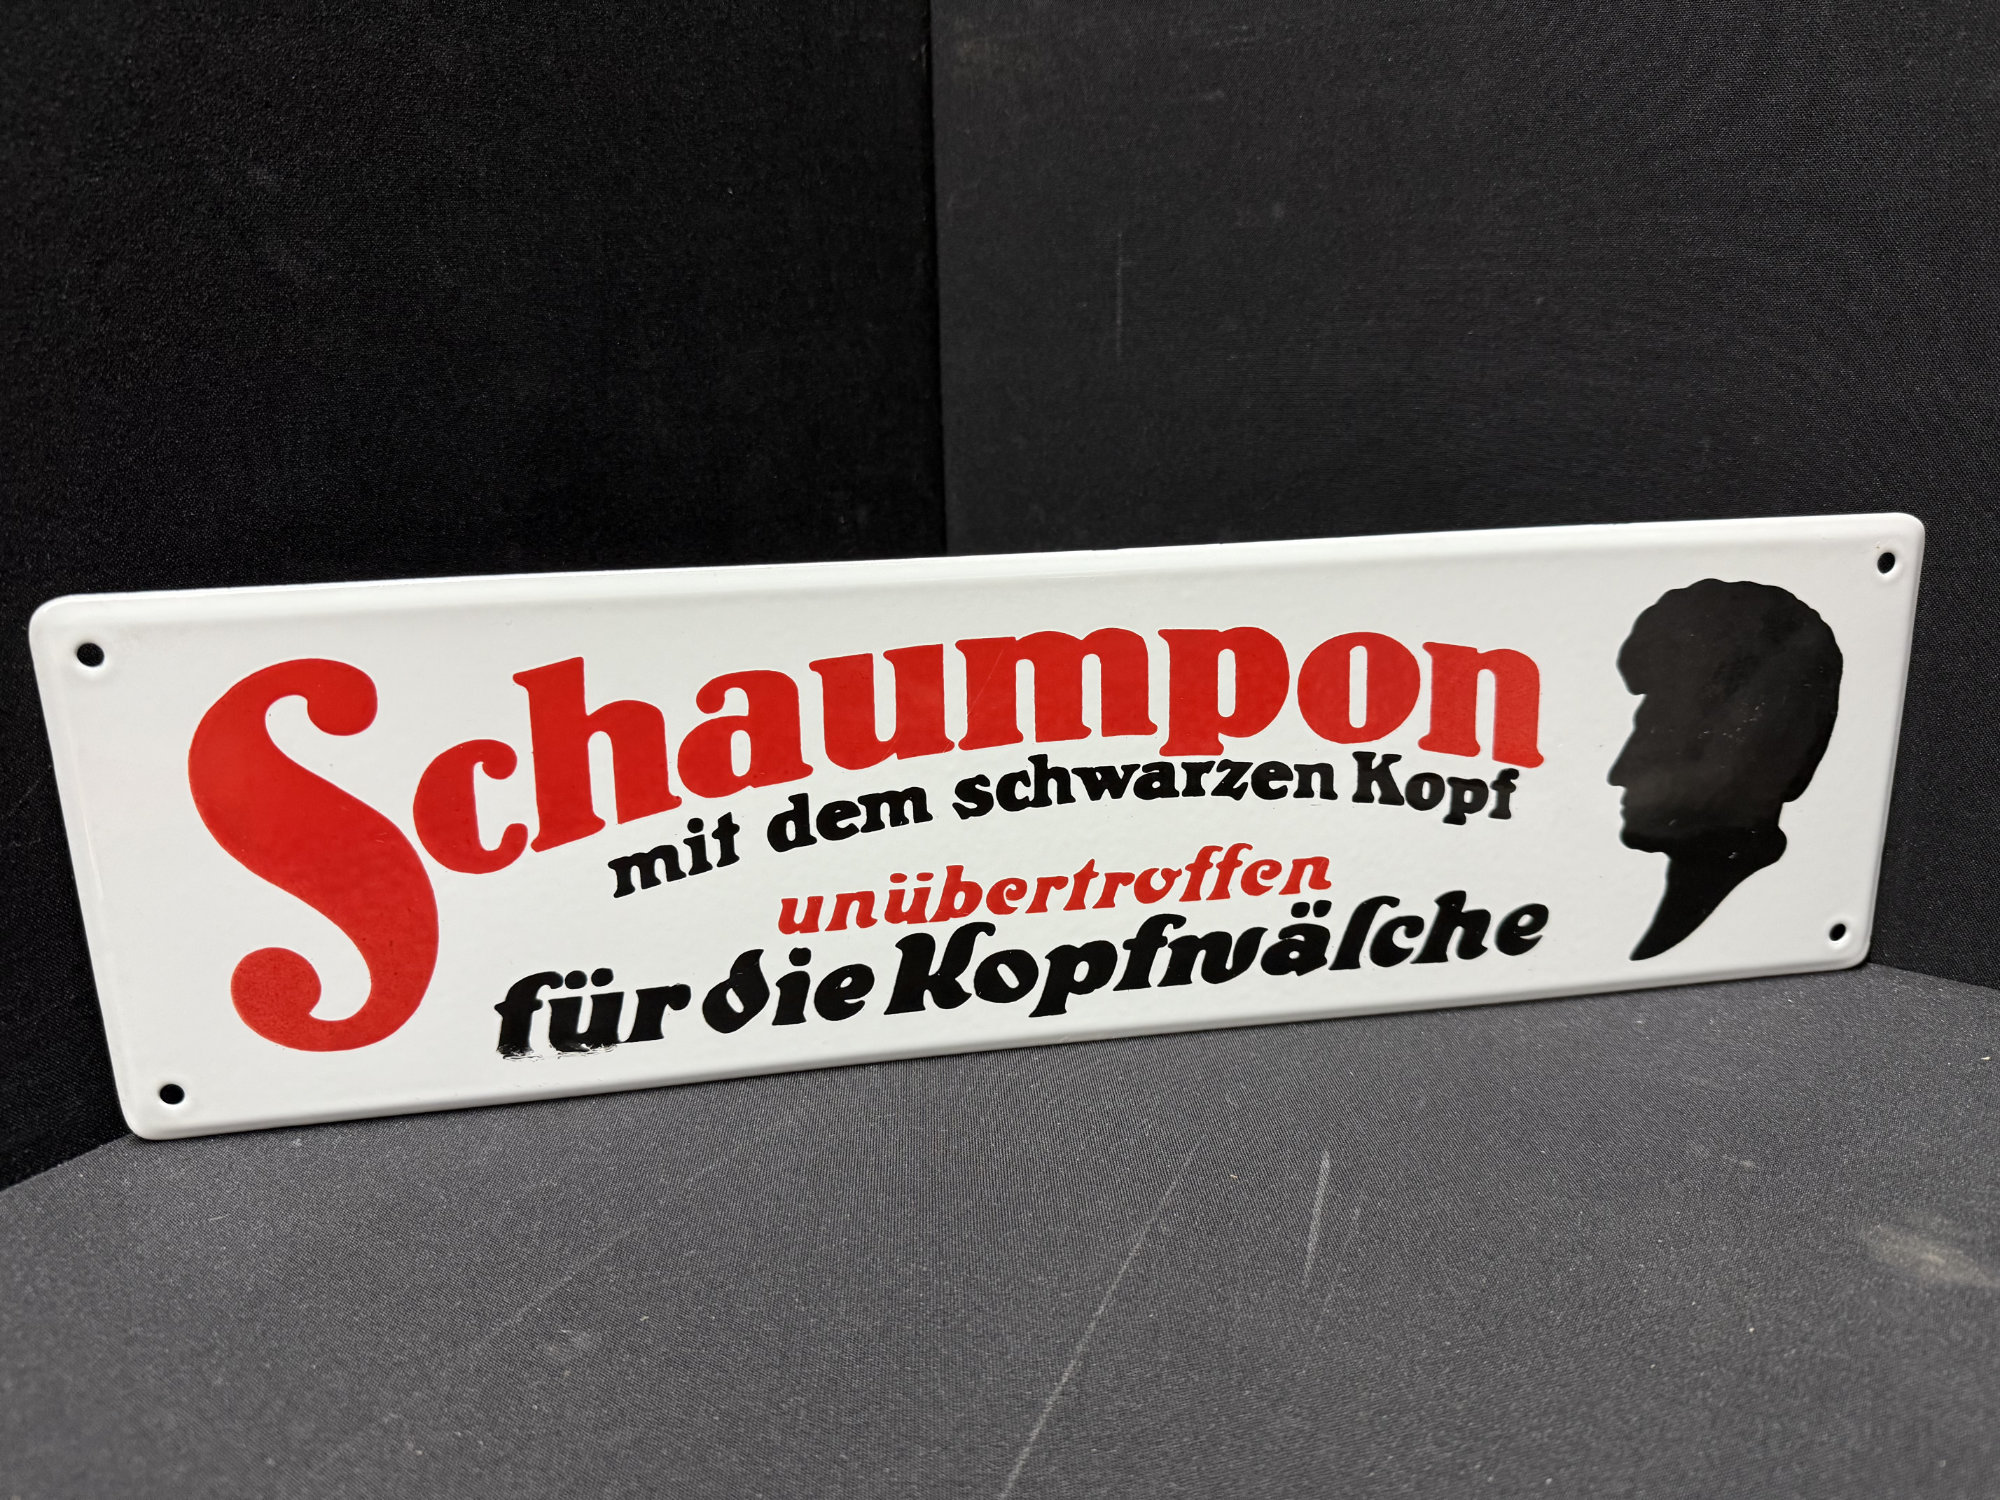 Schaumpon
mit dem schwarzen Kopf
unübertroffen
für die Kopfwäſche